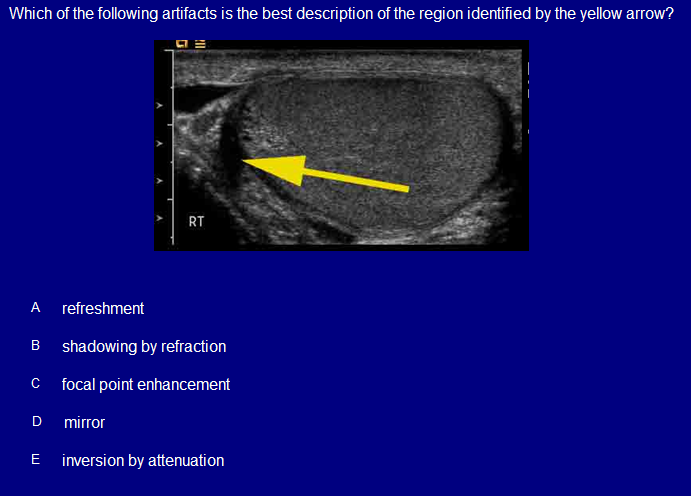 Which of the following artifacts is the best description of the region identified by the yellow arrow?
RT
A refreshment
B shadowing by refraction
C focal point enhancement
D mirror
E inversion by attenuation